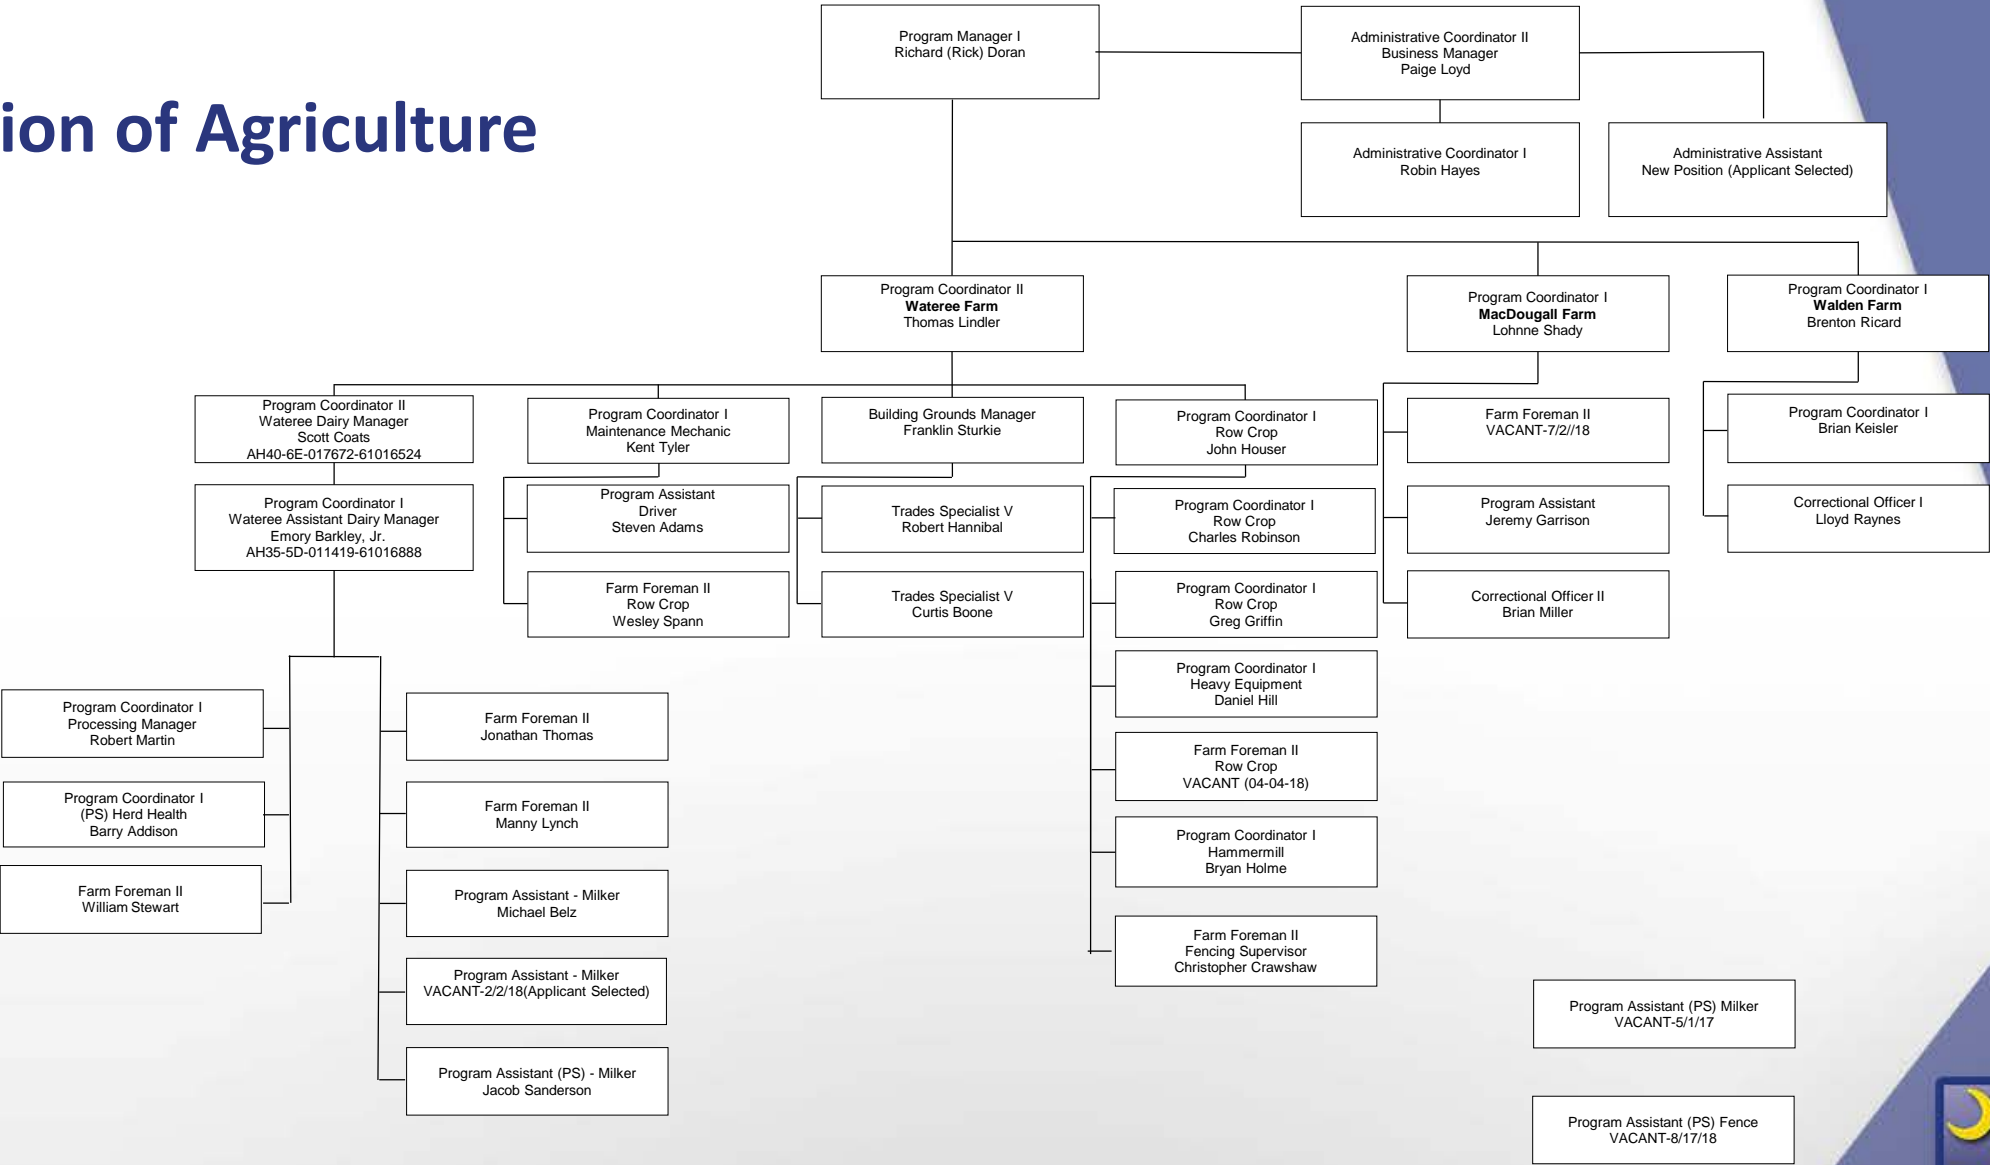 ion of Agriculture
Program Manager I
Richard (Rick) Doran
Administrative Coordinator II
Business Manager
Paige Loyd
Administrative Coordinator I
Robin Hayes
Administrative Assistant
New Position (Applicant Selected)
Program Coordinator II
Wateree Farm
Thomas Lindler
Program Coordinator I
MacDougall Farm
Lohnne Shady
Program Coordinator I
Walden Farm
Brenton Ricard
Program Coordinator II
Wateree Dairy Manager
Scott Coats
AH40-6E-017672-61016524
Program Coordinator I
Maintenance Mechanic
Kent Tyler
Building Grounds Manager
Franklin Sturkie
Program Coordinator I
Row Crop
John Houser
Farm Foreman II
VACANT-7/2//18
Program Coordinator I
Brian Keisler
Program Coordinator I
Wateree Assistant Dairy Manager
Emory Barkley, Jr.
AH35-5D-011419-61016888
Program Assistant
Driver
Steven Adams
Trades Specialist V
Robert Hannibal
Program Coordinator I
Row Crop
Charles Robinson
Program Assistant
Jeremy Garrison
Correctional Officer I
Lloyd Raynes
Farm Foreman II
Row Crop
Wesley Spann
Trades Specialist V
Curtis Boone
Program Coordinator I
Row Crop
Greg Griffin
Correctional Officer II
Brian Miller
Program Coordinator I
Heavy Equipment
Daniel Hill
Program Coordinator I
Processing Manager
Robert Martin
Farm Foreman II
Jonathan Thomas
Farm Foreman II
Row Crop
VACANT (04-04-18)
Program Coordinator I
(PS) Herd Health
Barry Addison
Farm Foreman II
Manny Lynch
Program Coordinator I
Hammermill
Bryan Holme
Farm Foreman II
William Stewart
Program Assistant - Milker
Michael Belz
Farm Foreman II
Fencing Supervisor
Christopher Crawshaw
Program Assistant - Milker
VACANT-2/2/18(Applicant Selected)
Program Assistant (PS) Milker
VACANT-5/1/17
Program Assistant (PS) - Milker
Jacob Sanderson
Program Assistant (PS) Fence
VACANT-8/17/18